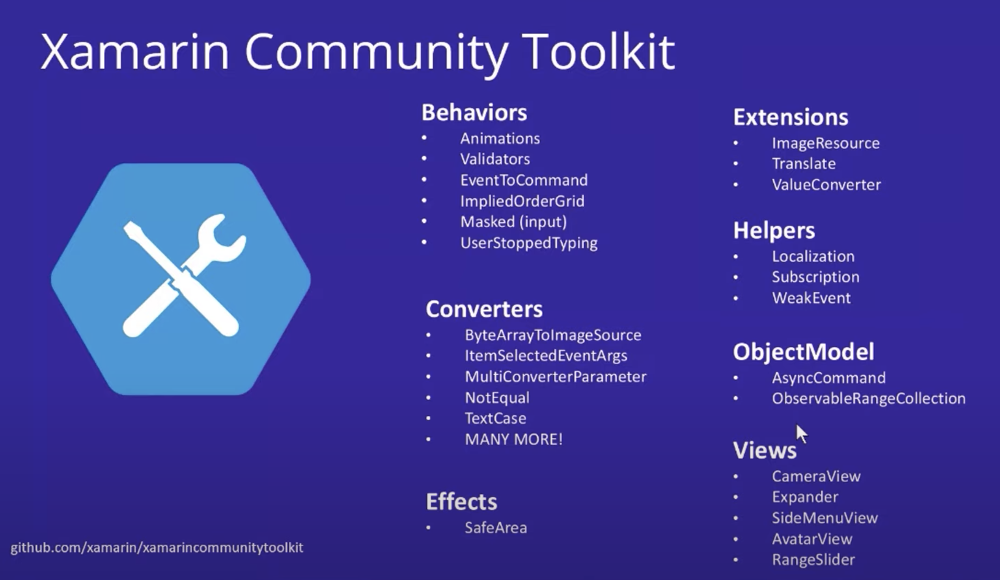 Xamarin Community Toolkit
Behaviors
• Animations
• Validators
• EventToCommand
• ImpliedOrderGrid
• Masked (input)
• UserStoppedTyping
Converters
• ByteArrayToImageSource
• ItemSelectedEventArgs
• MultiConverterParameter
• NotEqual
• TextCase
• MANY MORE!
Effects
• SafeArea
Extensions
• ImageResource
• Translate
• ValueConverter
Helpers
• Localization
• Subscription
• WeakEvent
ObjectModel
• AsyncCommand
• ObservableRangeCollection
Views
• CameraView
• Expander
• SideMenuView
• AvatarView
• RangeSlider
github.com/xamarin/xamarincommunitytoolkit